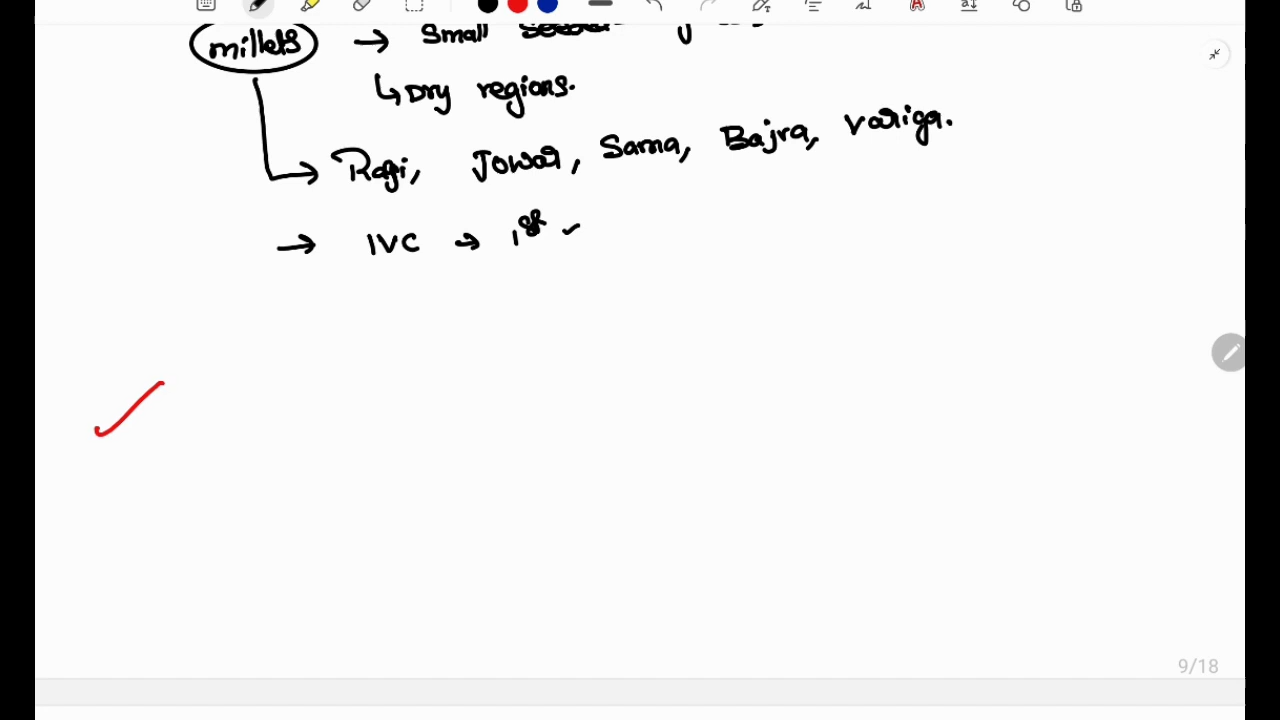 millets → Small
↳ Dry regions.
→ Ragi, Jowar, Sama, Bajra, Variga.
→ IVC → 1st ✓
9/18